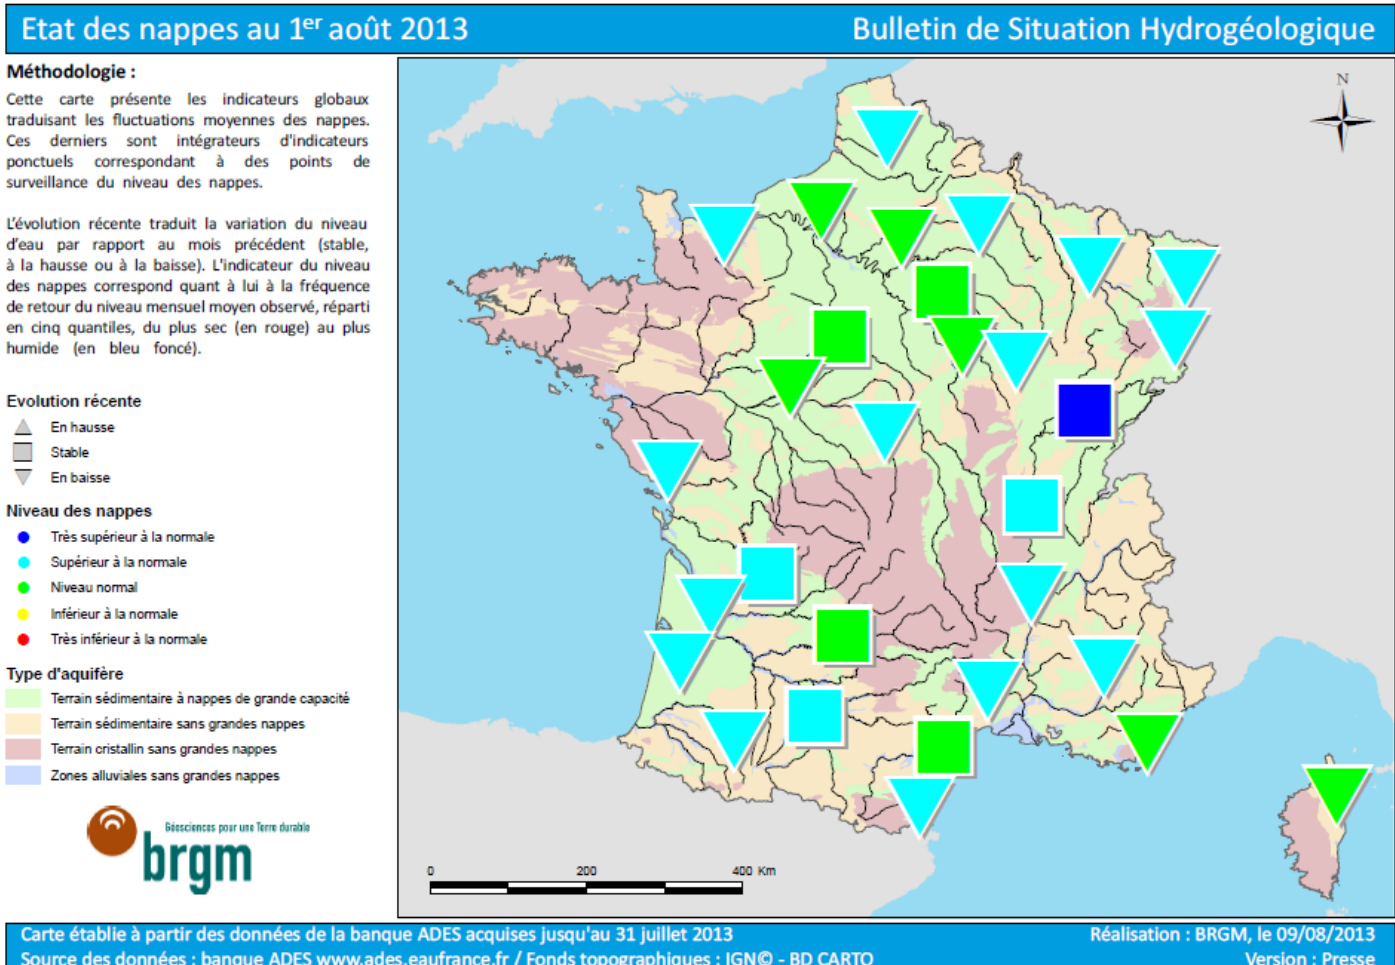 Etat des nappes au 1er août 2013
Bulletin de Situation Hydrogéologique
Méthodologie :
Cette carte présente les indicateurs globaux
traduisant les fluctuations moyennes des nappes.
Ces derniers sont intégrateurs d'indicateurs
ponctuels correspondant à des points de
surveillance du niveau des nappes.
L'évolution récente traduit la variation du niveau
d'eau par rapport au mois précédent (stable,
à la hausse ou à la baisse). L'indicateur du niveau
des nappes correspond quant à lui à la fréquence
de retour du niveau mensuel moyen observé, réparti
en cinq quantiles, du plus sec (en rouge) au plus
humide (en bleu foncé).
Evolution récente
En hausse
Stable
En baisse
Niveau des nappes
Très supérieur à la normale
Supérieur à la normale
Niveau normal
Inférieur à la normale
Très inférieur à la normale
Type d'aquifère
Terrain sédimentaire à nappes de grande capacité
Terrain sédimentaire sans grandes nappes
Terrain cristallin sans grandes nappes
Zones alluviales sans grandes nappes
Géosciences pour une Terre durable
brgm
N
0 200 400 Km
Carte établie à partir des données de la banque ADES acquises jusqu'au 31 juillet 2013
Source des données : banque ADES www.ades.eaufrance.fr / Fonds topographiques : IGN© - BD CARTO
Réalisation : BRGM, le 09/08/2013
Version : Presse